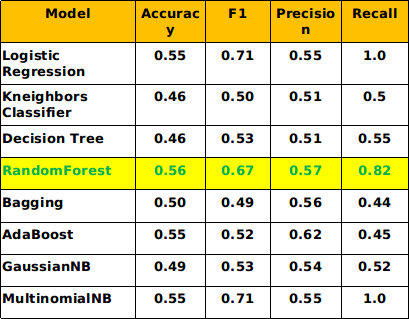 Model Accurac F1 Precisio Recall
y n
Logistic 0.55 0.71 0.55 1.0
Regression
Kneighbors 0.46 0.50 0.51 0.5
Classifier
Decision Tree 0.46 0.53 0.51 0.55
RandomForest 0.56 0.67 0.57 0.82
Bagging 0.50 0.49 0.56 0.44
AdaBoost 0.55 0.52 0.62 0.45
GaussianNB 0.49 0.53 0.54 0.52
MultinomialNB 0.55 0.71 0.55 1.0